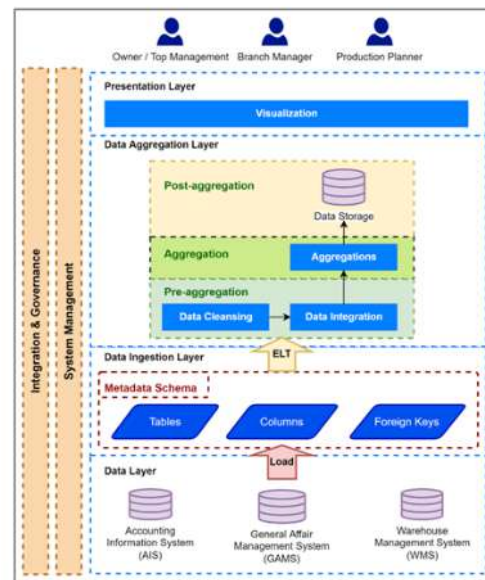 Owner / Top Management
Branch Manager
Production Planner
Integration & Governance
System Management
Presentation Layer
Visualization
Data Aggregation Layer
Post-aggregation
Data Storage
Aggregation
Aggregations
Pre-aggregation
Data Cleansing
Data Integration
ELT
Data Ingestion Layer
Metadata Schema
Tables
Columns
Foreign Keys
Load
Data Layer
Accounting
Information System
(AIS)
General Affair
Management System
(GAMS)
Warehouse
Management System
(WMS)